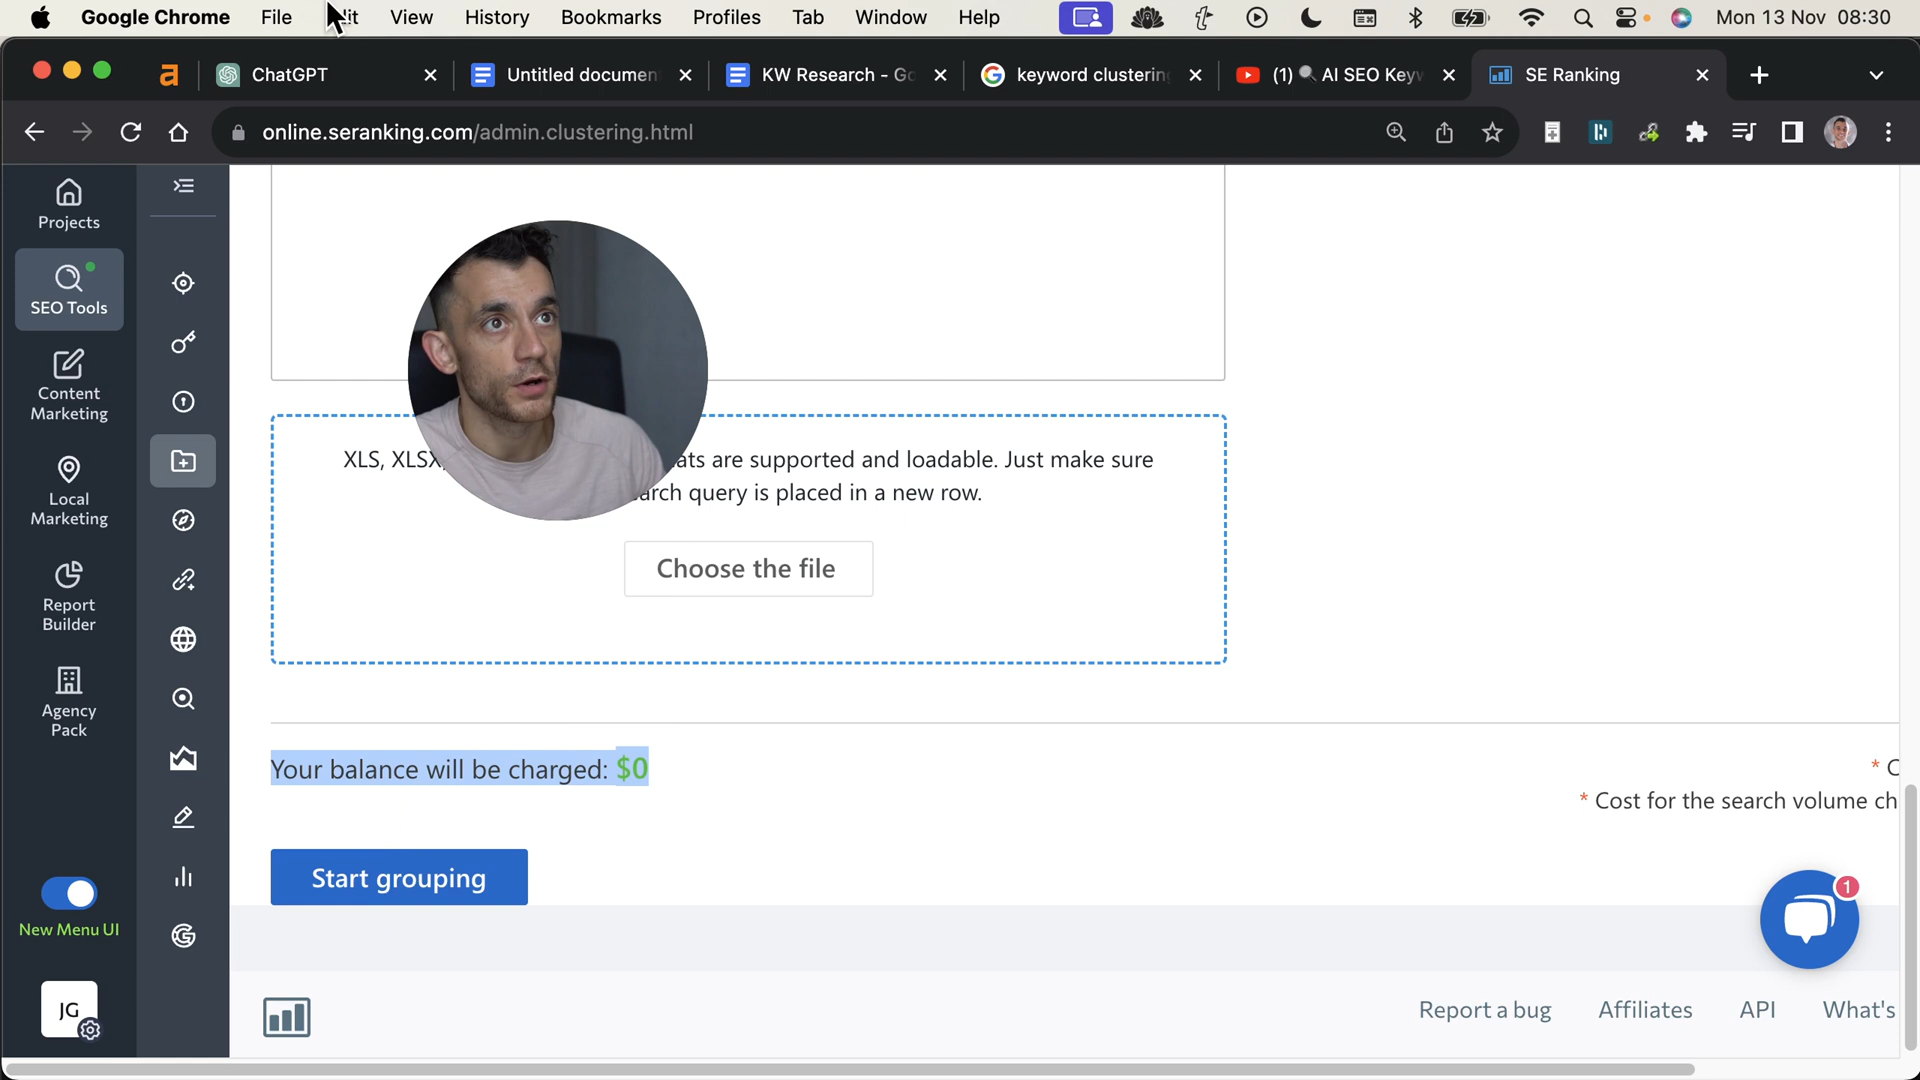 Google Chrome File View History Bookmarks Profiles Tab Window Help Mon 13 Nov 08:30
ChatGPT Untitled documen KW Research - Go keyword clustering (1) AI SEO Keyw SE Ranking
online.seranking.com/admin.clustering.html
Projects
SEO Tools
Content
Marketing
Local
Marketing
Report
Builder
Agency
Pack
New Menu UI
JG
XLS, XLSX, ats are supported and loadable. Just make sure
arch query is placed in a new row.
Choose the file
Your balance will be charged: $0
* C
* Cost for the search volume ch
Start grouping
1
Report a bug Affiliates API What's